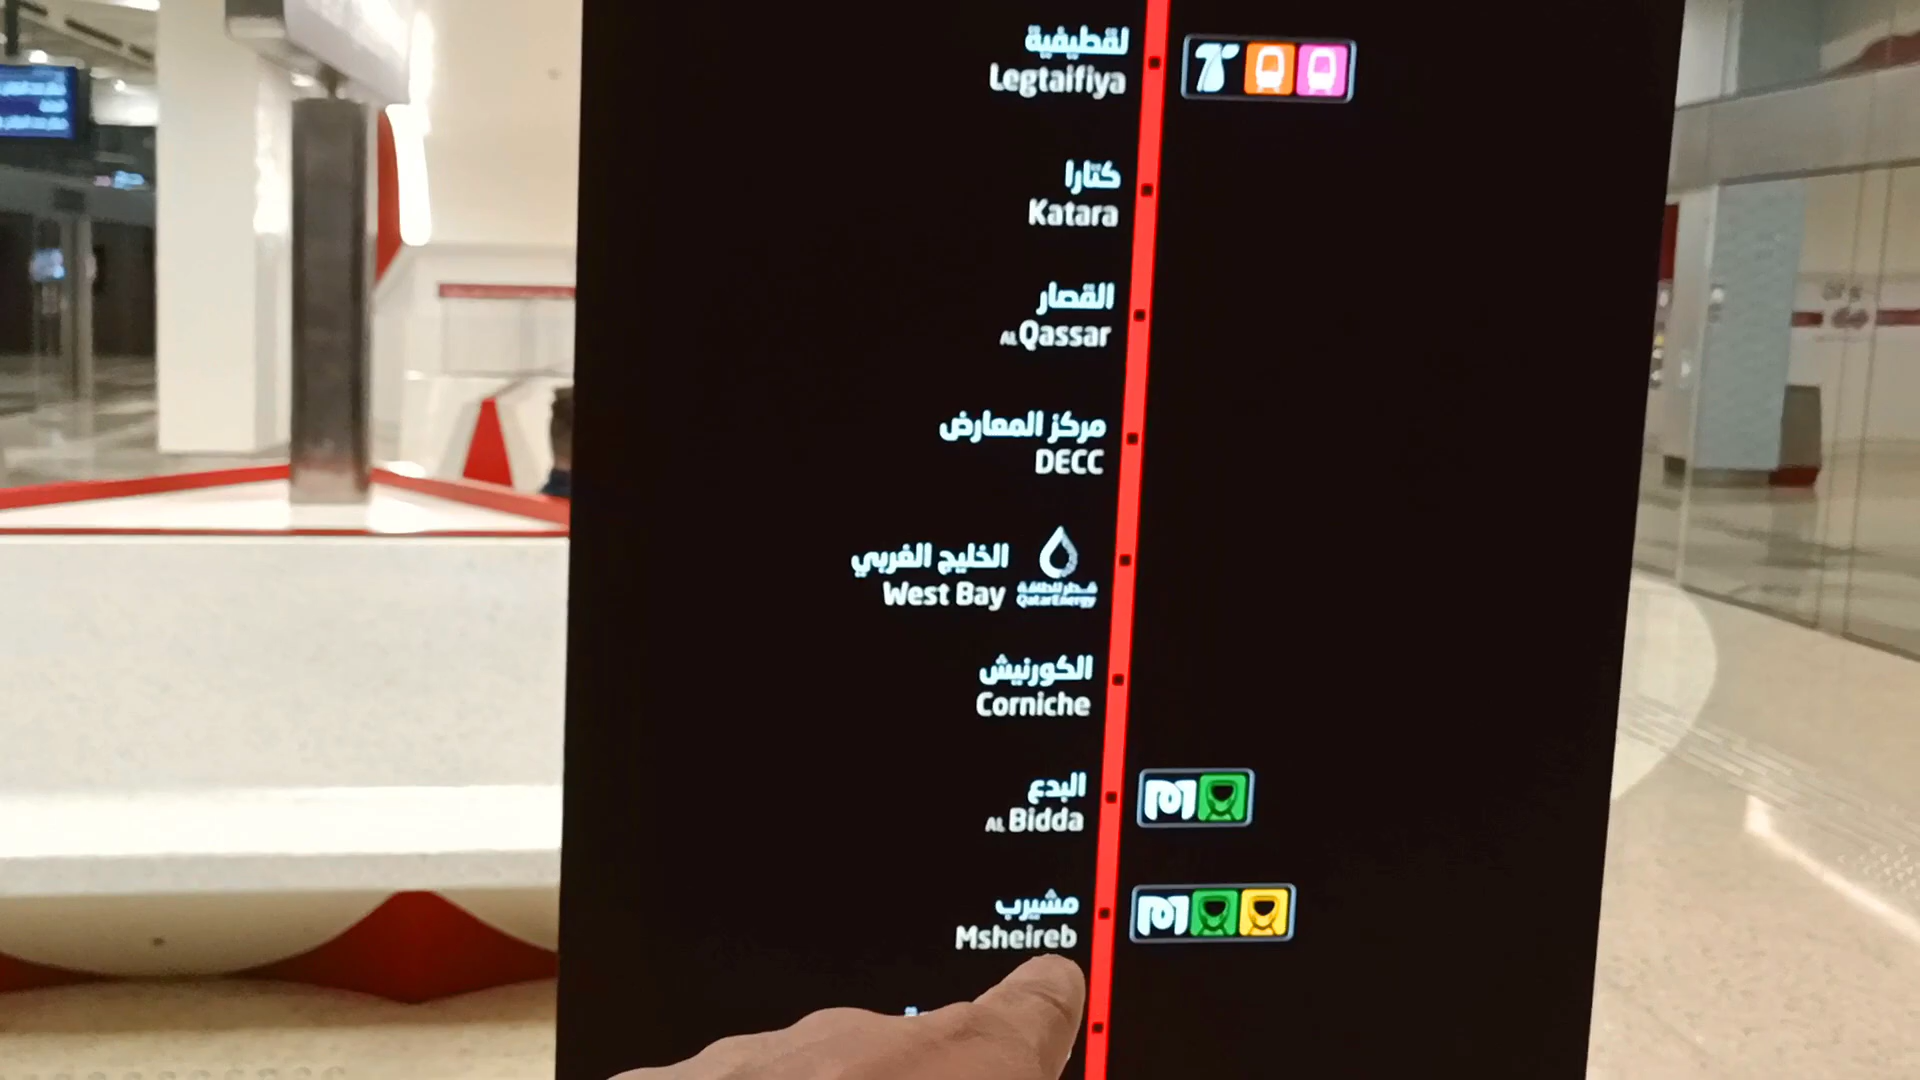 لقطيفية
Legtaifiya
كتارا
Katara
القصار
AL Qassar
مركز المعارض
DECC
الخليج الغربي
West Bay
قطر للطاقة
QatarEnergy
الكورنيش
Corniche
البدع
AL Bidda
مشيرب
Msheireb